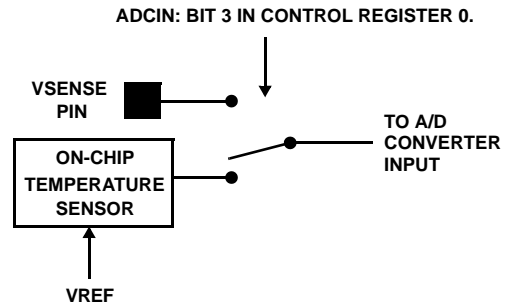 ADCIN: BIT 3 IN CONTROL REGISTER 0.
VSENSE
PIN
TO A/D
CONVERTER
INPUT
ON-CHIP
TEMPERATURE
SENSOR
VREF